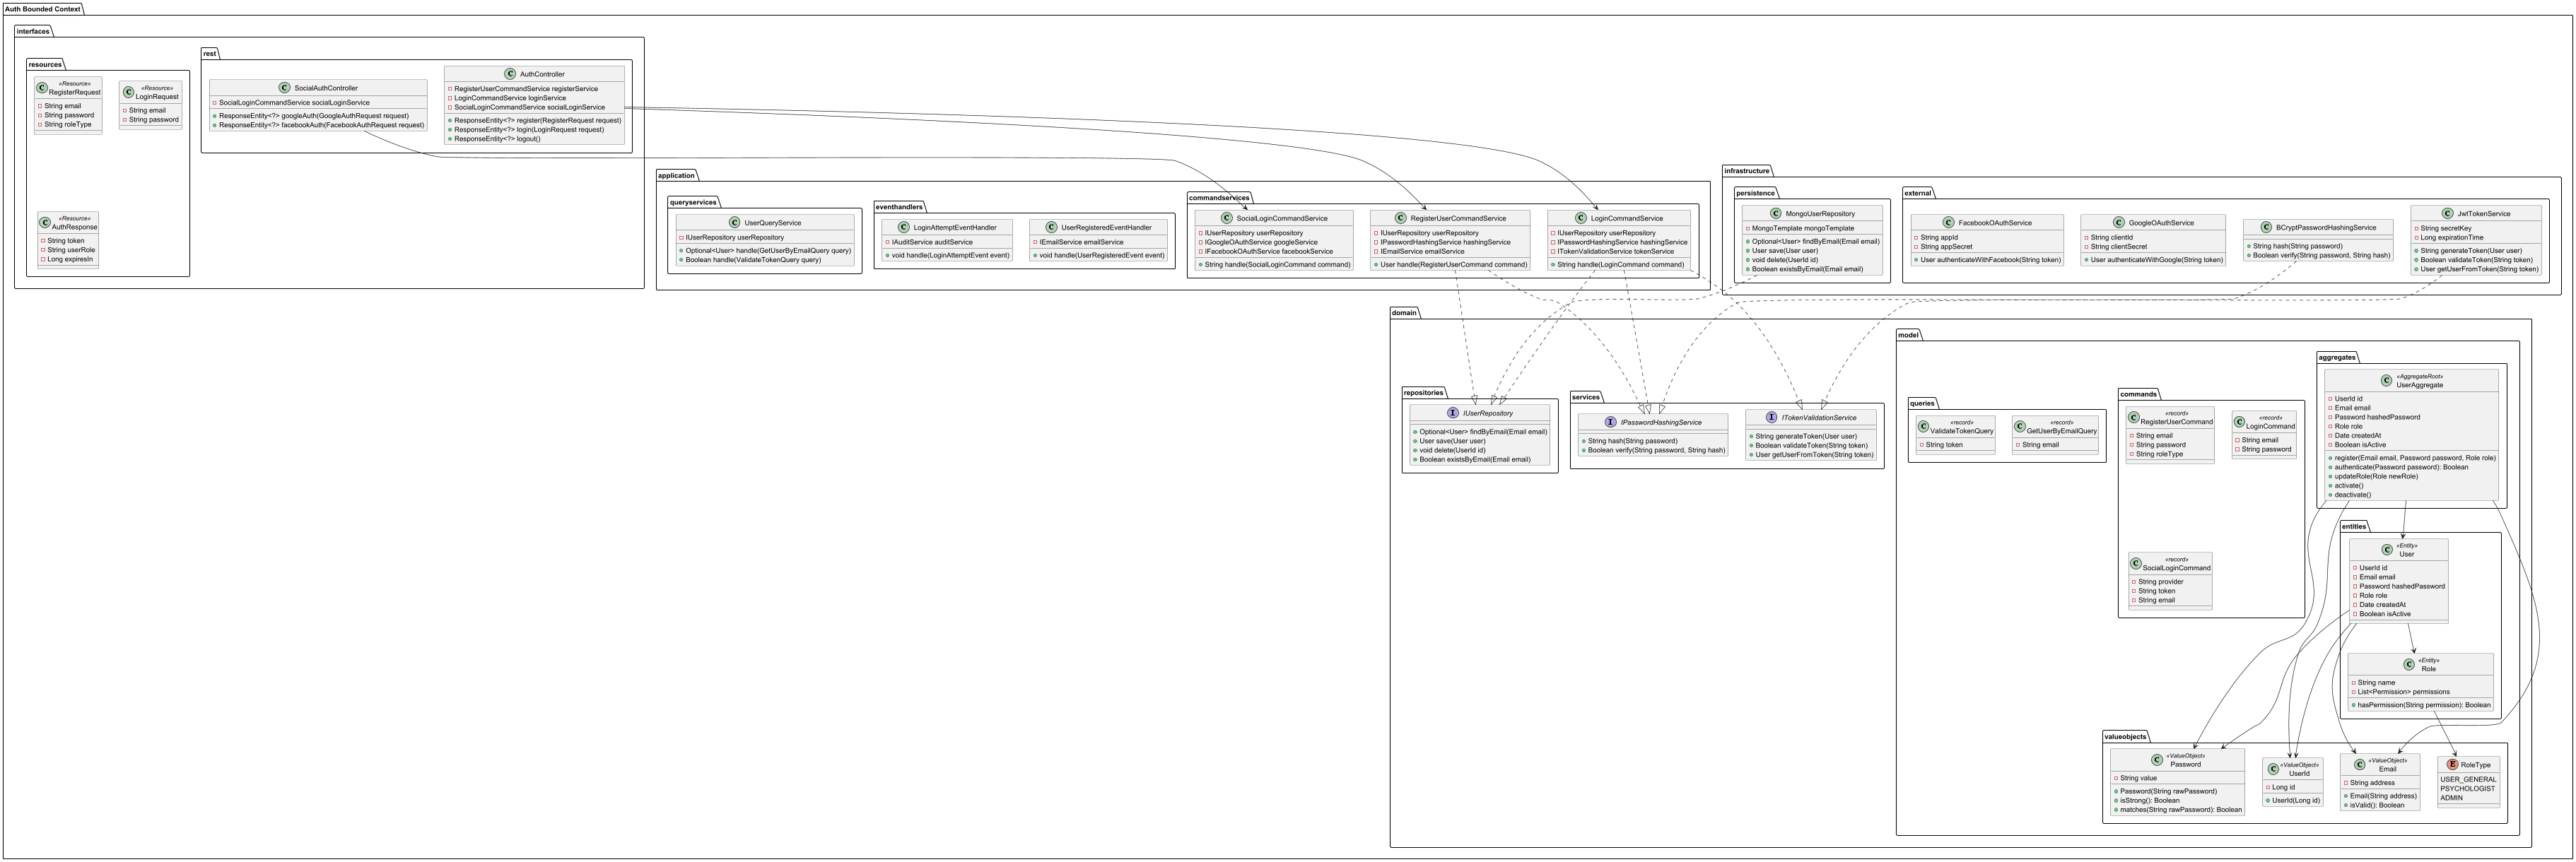 Auth Bounded Context
interfaces
resources
«Resource»
RegisterRequest
String email
String password
String roleType
«Resource»
LoginRequest
String email
String password
«Resource»
AuthResponse
String token
String userRole
Long expiresIn
rest
SocialAuthController
SocialLoginCommandService socialLoginService
ResponseEntity<?> googleAuth(GoogleAuthRequest request)
ResponseEntity<?> facebookAuth(FacebookAuthRequest request)
AuthController
RegisterUserCommandService registerService
LoginCommandService loginService
SocialLoginCommandService socialLoginService
ResponseEntity<?> register(RegisterRequest request)
ResponseEntity<?> login(LoginRequest request)
ResponseEntity<?> logout()
application
queryservices
UserQueryService
IUserRepository userRepository
Optional<User> handle(GetUserByEmailQuery query)
Boolean handle(ValidateTokenQuery query)
eventhandlers
LoginAttemptEventHandler
IAuditService auditService
void handle(LoginAttemptEvent event)
UserRegisteredEventHandler
IEmailService emailService
void handle(UserRegisteredEvent event)
commandservices
SocialLoginCommandService
IUserRepository userRepository
IGoogleOAuthService googleService
IFacebookOAuthService facebookService
String handle(SocialLoginCommand command)
RegisterUserCommandService
IUserRepository userRepository
IPasswordHashingService hashingService
IEmailService emailService
User handle(RegisterUserCommand command)
LoginCommandService
IUserRepository userRepository
IPasswordHashingService hashingService
ITokenValidationService tokenService
String handle(LoginCommand command)
infrastructure
persistence
MongoUserRepository
MongoTemplate mongoTemplate
Optional<User> findByEmail(Email email)
User save(User user)
void delete(UserId id)
Boolean existsByEmail(Email email)
external
FacebookOAuthService
String appId
String appSecret
User authenticateWithFacebook(String token)
GoogleOAuthService
String clientId
String clientSecret
User authenticateWithGoogle(String token)
BCryptPasswordHashingService
String hash(String password)
Boolean verify(String password, String hash)
JwtTokenService
String secretKey
Long expirationTime
String generateToken(User user)
Boolean validateToken(String token)
User getUserFromToken(String token)
domain
repositories
IUserRepository
Optional<User> findByEmail(Email email)
User save(User user)
void delete(UserId id)
Boolean existsByEmail(Email email)
services
IPasswordHashingService
String hash(String password)
Boolean verify(String password, String hash)
ITokenValidationService
String generateToken(User user)
Boolean validateToken(String token)
User getUserFromToken(String token)
model
queries
«record»
ValidateTokenQuery
String token
«record»
GetUserByEmailQuery
String email
commands
«record»
RegisterUserCommand
String email
String password
String roleType
«record»
LoginCommand
String email
String password
«record»
SocialLoginCommand
String provider
String token
String email
aggregates
«AggregateRoot»
UserAggregate
UserId id
Email email
Password hashedPassword
Role role
Date createdAt
Boolean isActive
register(Email email, Password password, Role role)
authenticate(Password password): Boolean
updateRole(Role newRole)
activate()
deactivate()
entities
«Entity»
User
UserId id
Email email
Password hashedPassword
Role role
Date createdAt
Boolean isActive
«Entity»
Role
String name
List<Permission> permissions
hasPermission(String permission): Boolean
valueobjects
«ValueObject»
Password
String value
Password(String rawPassword)
isStrong(): Boolean
matches(String rawPassword): Boolean
«ValueObject»
UserId
Long id
UserId(Long id)
«ValueObject»
Email
String address
Email(String address)
isValid(): Boolean
RoleType
USER_GENERAL
PSYCHOLOGIST
ADMIN